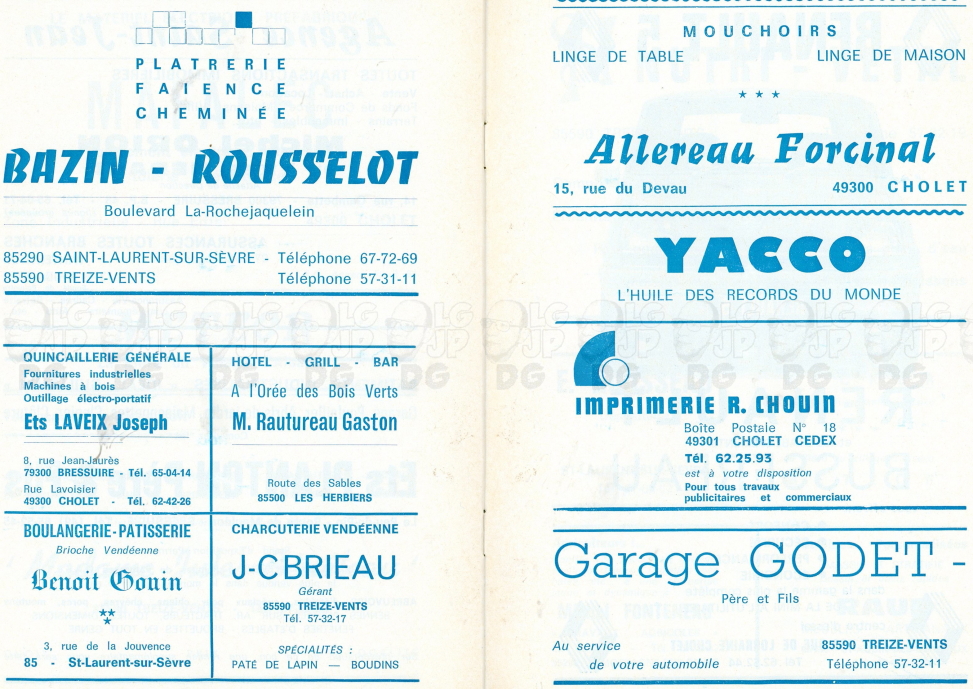 PLATRERIE
FAIENCE
CHEMINÉE
BAZIN - ROUSSELOT
Boulevard La-Rochejaquelein
85290 SAINT-LAURENT-SUR-SÈVRE - Téléphone 67-72-69
85590 TREIZE-VENTS Téléphone 57-31-11
QUINCAILLERIE GÉNÉRALE
Fournitures industrielles
Machines à bois
Outillage électro-portatif
Ets LAVEIX Joseph
8, rue Jean-Jaurès
79300 BRESSUIRE - Tél. 65-04-14
Rue Lavoisier
49300 CHOLET - Tél. 62-42-26
HOTEL - GRILL - BAR
A l'Orée des Bois Verts
M. Rautureau Gaston
Route des Sables
85500 LES HERBIERS
BOULANGERIE-PATISSERIE
Brioche Vendéenne
Benoit Gouin
3, rue de la Jouvence
85 - St-Laurent-sur-Sèvre
CHARCUTERIE VENDÉENNE
J-C BRIEAU
Gérant
85590 TREIZE-VENTS
Tél. 57-32-17
SPÉCIALITÉS :
PATÉ DE LAPIN — BOUDINS
MOUCHOIRS
LINGE DE TABLE LINGE DE MAISON
Allereau Forcinal
15, rue du Devau 49300 CHOLET
YACCO
L'HUILE DES RECORDS DU MONDE
IMPRIMERIE R. CHOUIN
Boîte Postale N° 18
49301 CHOLET CEDEX
Tél. 62.25.93
est à votre disposition
Pour tous travaux
publicitaires et commerciaux
Garage GODET -
Père et Fils
Au service 85590 TREIZE-VENTS
de votre automobile Téléphone 57-32-11
LG JP DG